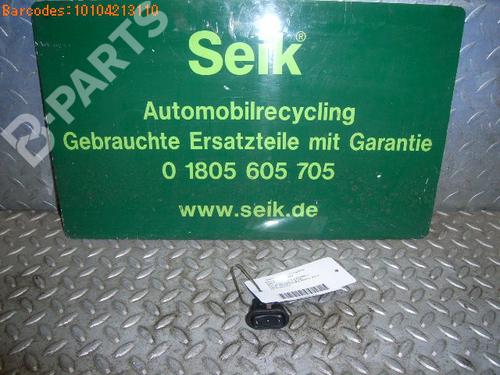 Barcodes: 10104213110
B-PARTS
Seik®
Automobilrecycling
Gebrauchte Ersatzteile mit Garantie
0 1805 605 705
www.seik.de